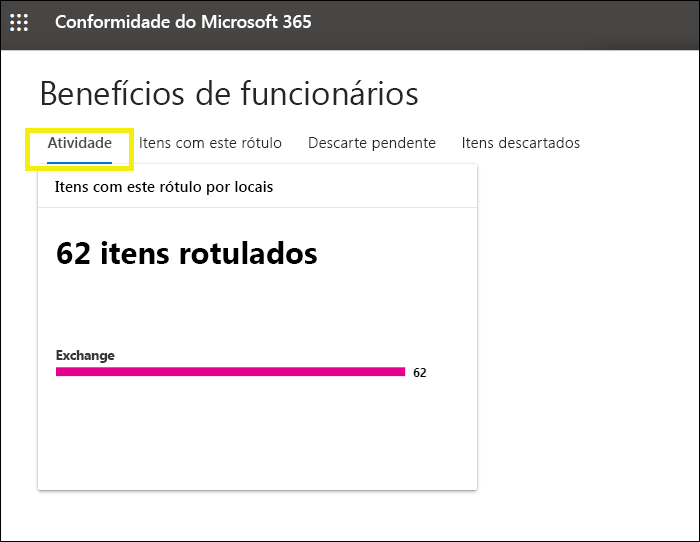 Conformidade do Microsoft 365
Benefícios de funcionários
Atividade Itens com este rótulo Descarte pendente Itens descartados
Itens com este rótulo por locais
62 itens rotulados
Exchange
62